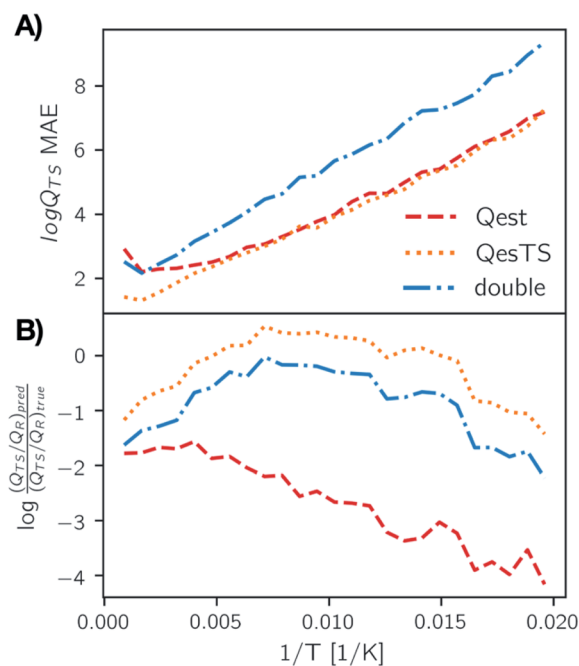 A)
8
6
4
2
logQ_TS MAE
Qest
QesTS
double
B)
0
−1
−2
−3
−4
log (Q_TS/Q_R)_pred / (Q_TS/Q_R)_true
0.000 0.005 0.010 0.015 0.020
1/T [1/K]